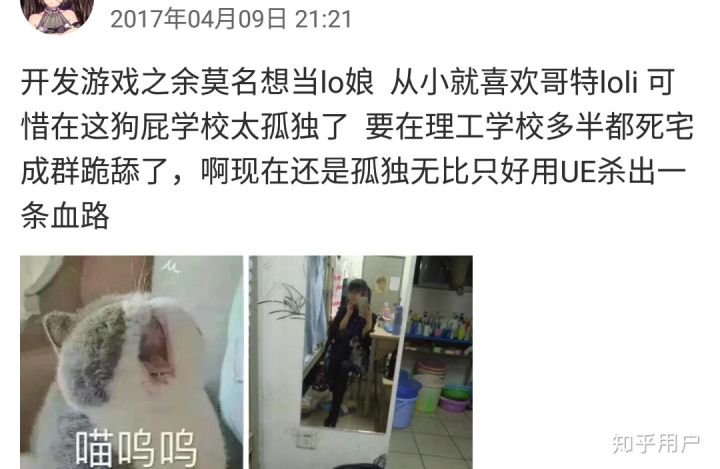 2017年04月09日 21:21
开发游戏之余莫名想当lo娘 从小就喜欢哥特loli 可
惜在这狗屁学校太孤独了 要在理工学校多半都死宅
成群跪舔了，啊现在还是孤独无比只好用UE杀出一
条血路
喵呜呜
知乎用户